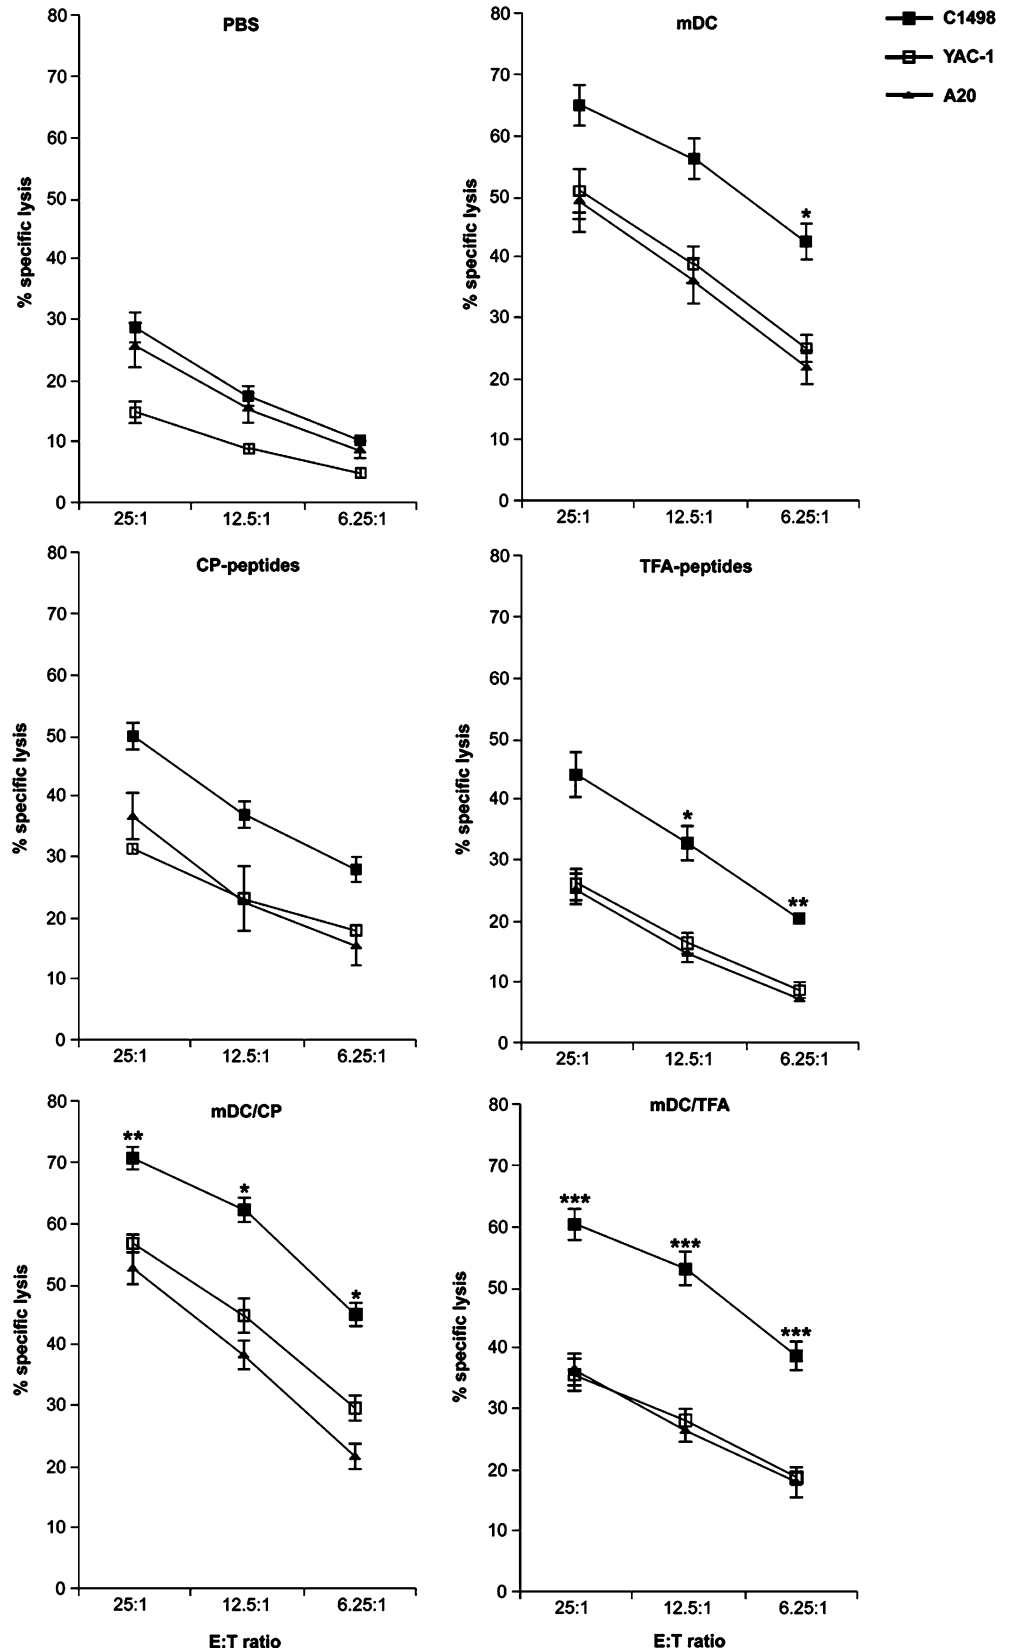 PBS
80
70
60
50
40
30
20
10
0
% specific lysis
25:1 12.5:1 6.25:1
mDC
80
70
60
50
40
30
20
10
0
% specific lysis
*
25:1 12.5:1 6.25:1
C1498
YAC-1
A20
CP-peptides
80
70
60
50
40
30
20
10
0
% specific lysis
25:1 12.5:1 6.25:1
TFA-peptides
80
70
60
50
40
30
20
10
0
% specific lysis
*
**
25:1 12.5:1 6.25:1
mDC/CP
80
70
60
50
40
30
20
10
0
% specific lysis
**
*
*
25:1 12.5:1 6.25:1
E:T ratio
mDC/TFA
80
70
60
50
40
30
20
10
0
% specific lysis
***
***
***
25:1 12.5:1 6.25:1
E:T ratio